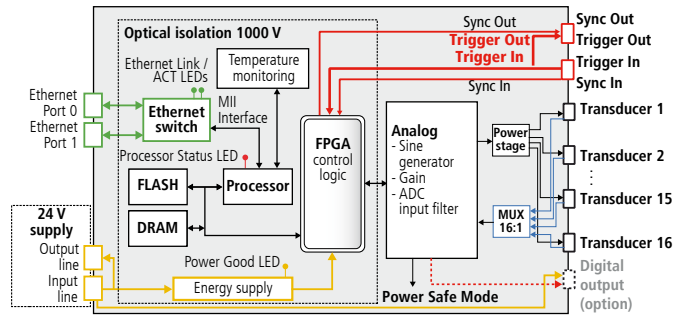 Optical isolation 1000 V
Sync Out
Trigger Out
Trigger In
Sync In
Sync Out
Trigger Out
Trigger In
Sync In
Ethernet Link /
ACT LEDs
Temperature
monitoring
Ethernet
Port 0
Ethernet
Port 1
Ethernet
switch
MII
Interface
Processor Status LED
FLASH
Processor
DRAM
FPGA
control
logic
Analog
- Sine
generator
- Gain
- ADC
input filter
Power
stage
MUX
16:1
Transducer 1
Transducer 2
...
Transducer 15
Transducer 16
24 V
supply
Output
line
Input
line
Power Good LED
Energy supply
Power Safe Mode
Digital
output
(option)